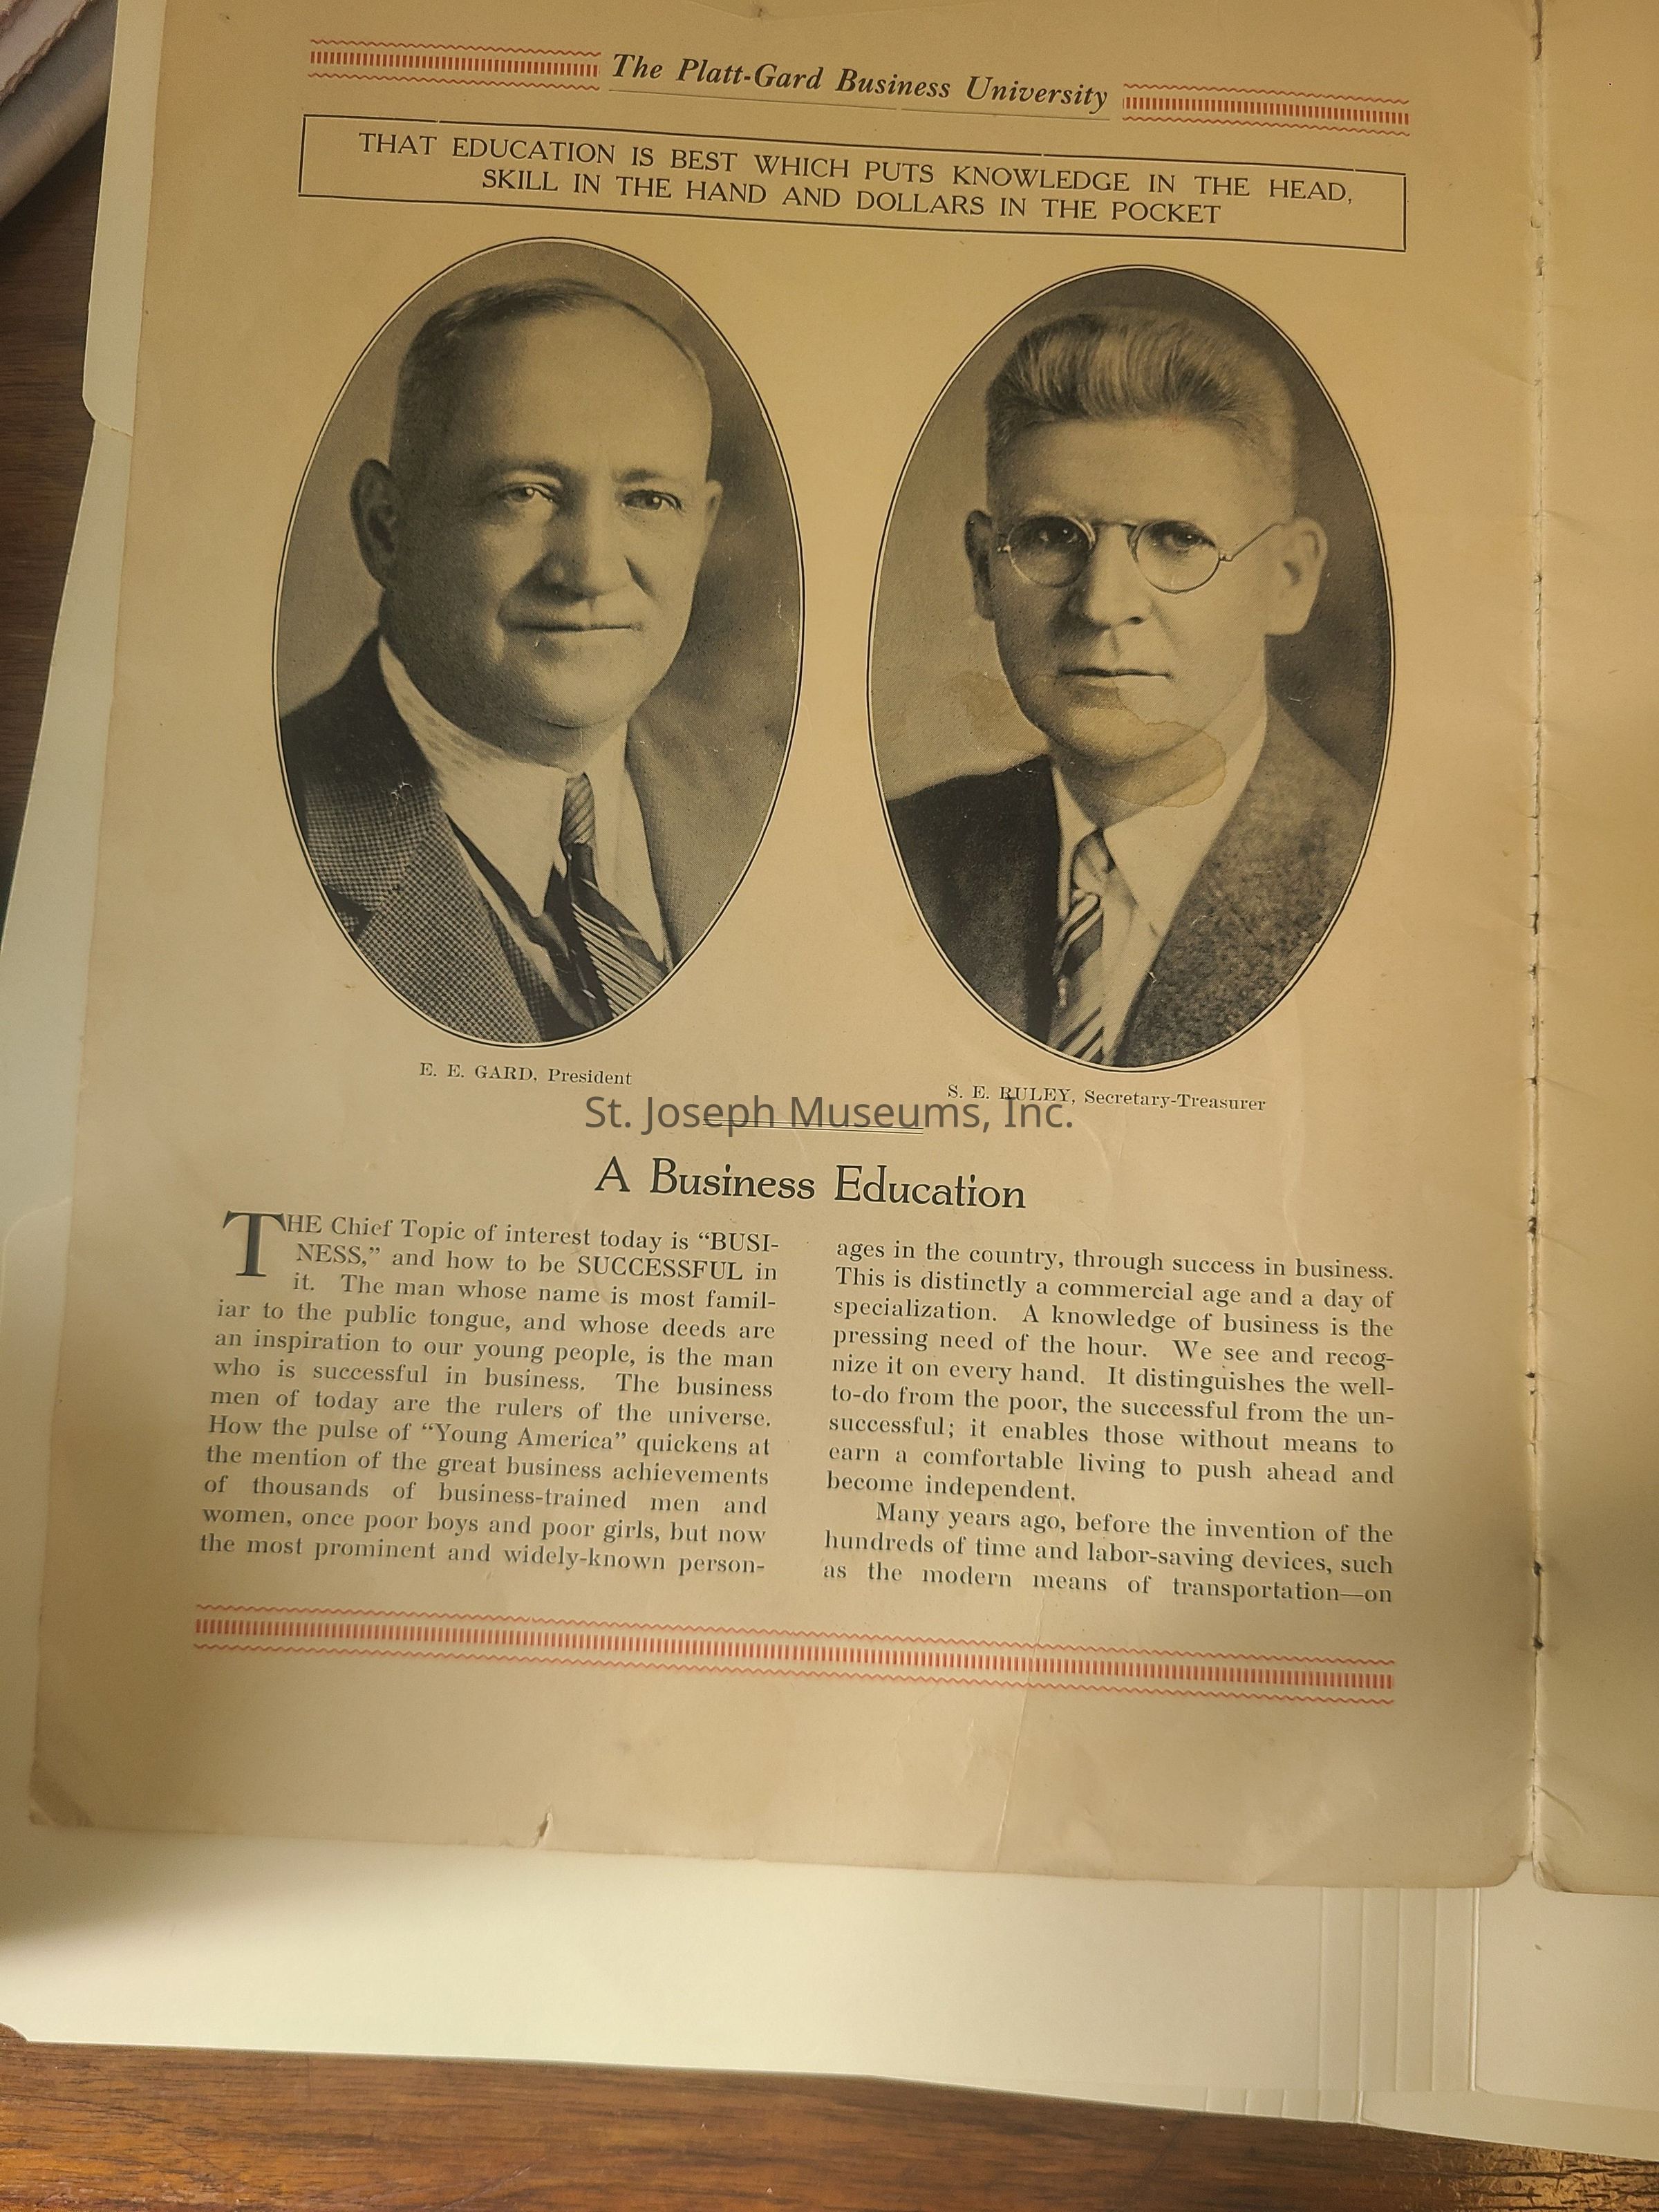 The Platt-Gard Business University
THAT EDUCATION IS BEST WHICH PUTS KNOWLEDGE IN THE HEAD,
SKILL IN THE HAND AND DOLLARS IN THE POCKET
E. E. GARD, President
S. E. RULEY, Secretary-Treasurer
St. Joseph Museums, Inc.
A Business Education
THE Chief Topic of interest today is “BUSI-
NESS,” and how to be SUCCESSFUL in
it. The man whose name is most famil-
iar to the public tongue, and whose deeds are
an inspiration to our young people, is the man
who is successful in business. The business
men of today are the rulers of the universe.
How the pulse of “Young America” quickens at
the mention of the great business achievements
of thousands of business-trained men and
women, once poor boys and poor girls, but now
the most prominent and widely-known person-
ages in the country, through success in business.
This is distinctly a commercial age and a day of
specialization. A knowledge of business is the
pressing need of the hour. We see and recog-
nize it on every hand. It distinguishes the well-
to-do from the poor, the successful from the un-
successful; it enables those without means to
earn a comfortable living to push ahead and
become independent.
Many years ago, before the invention of the
hundreds of time and labor-saving devices, such
as the modern means of transportation—on